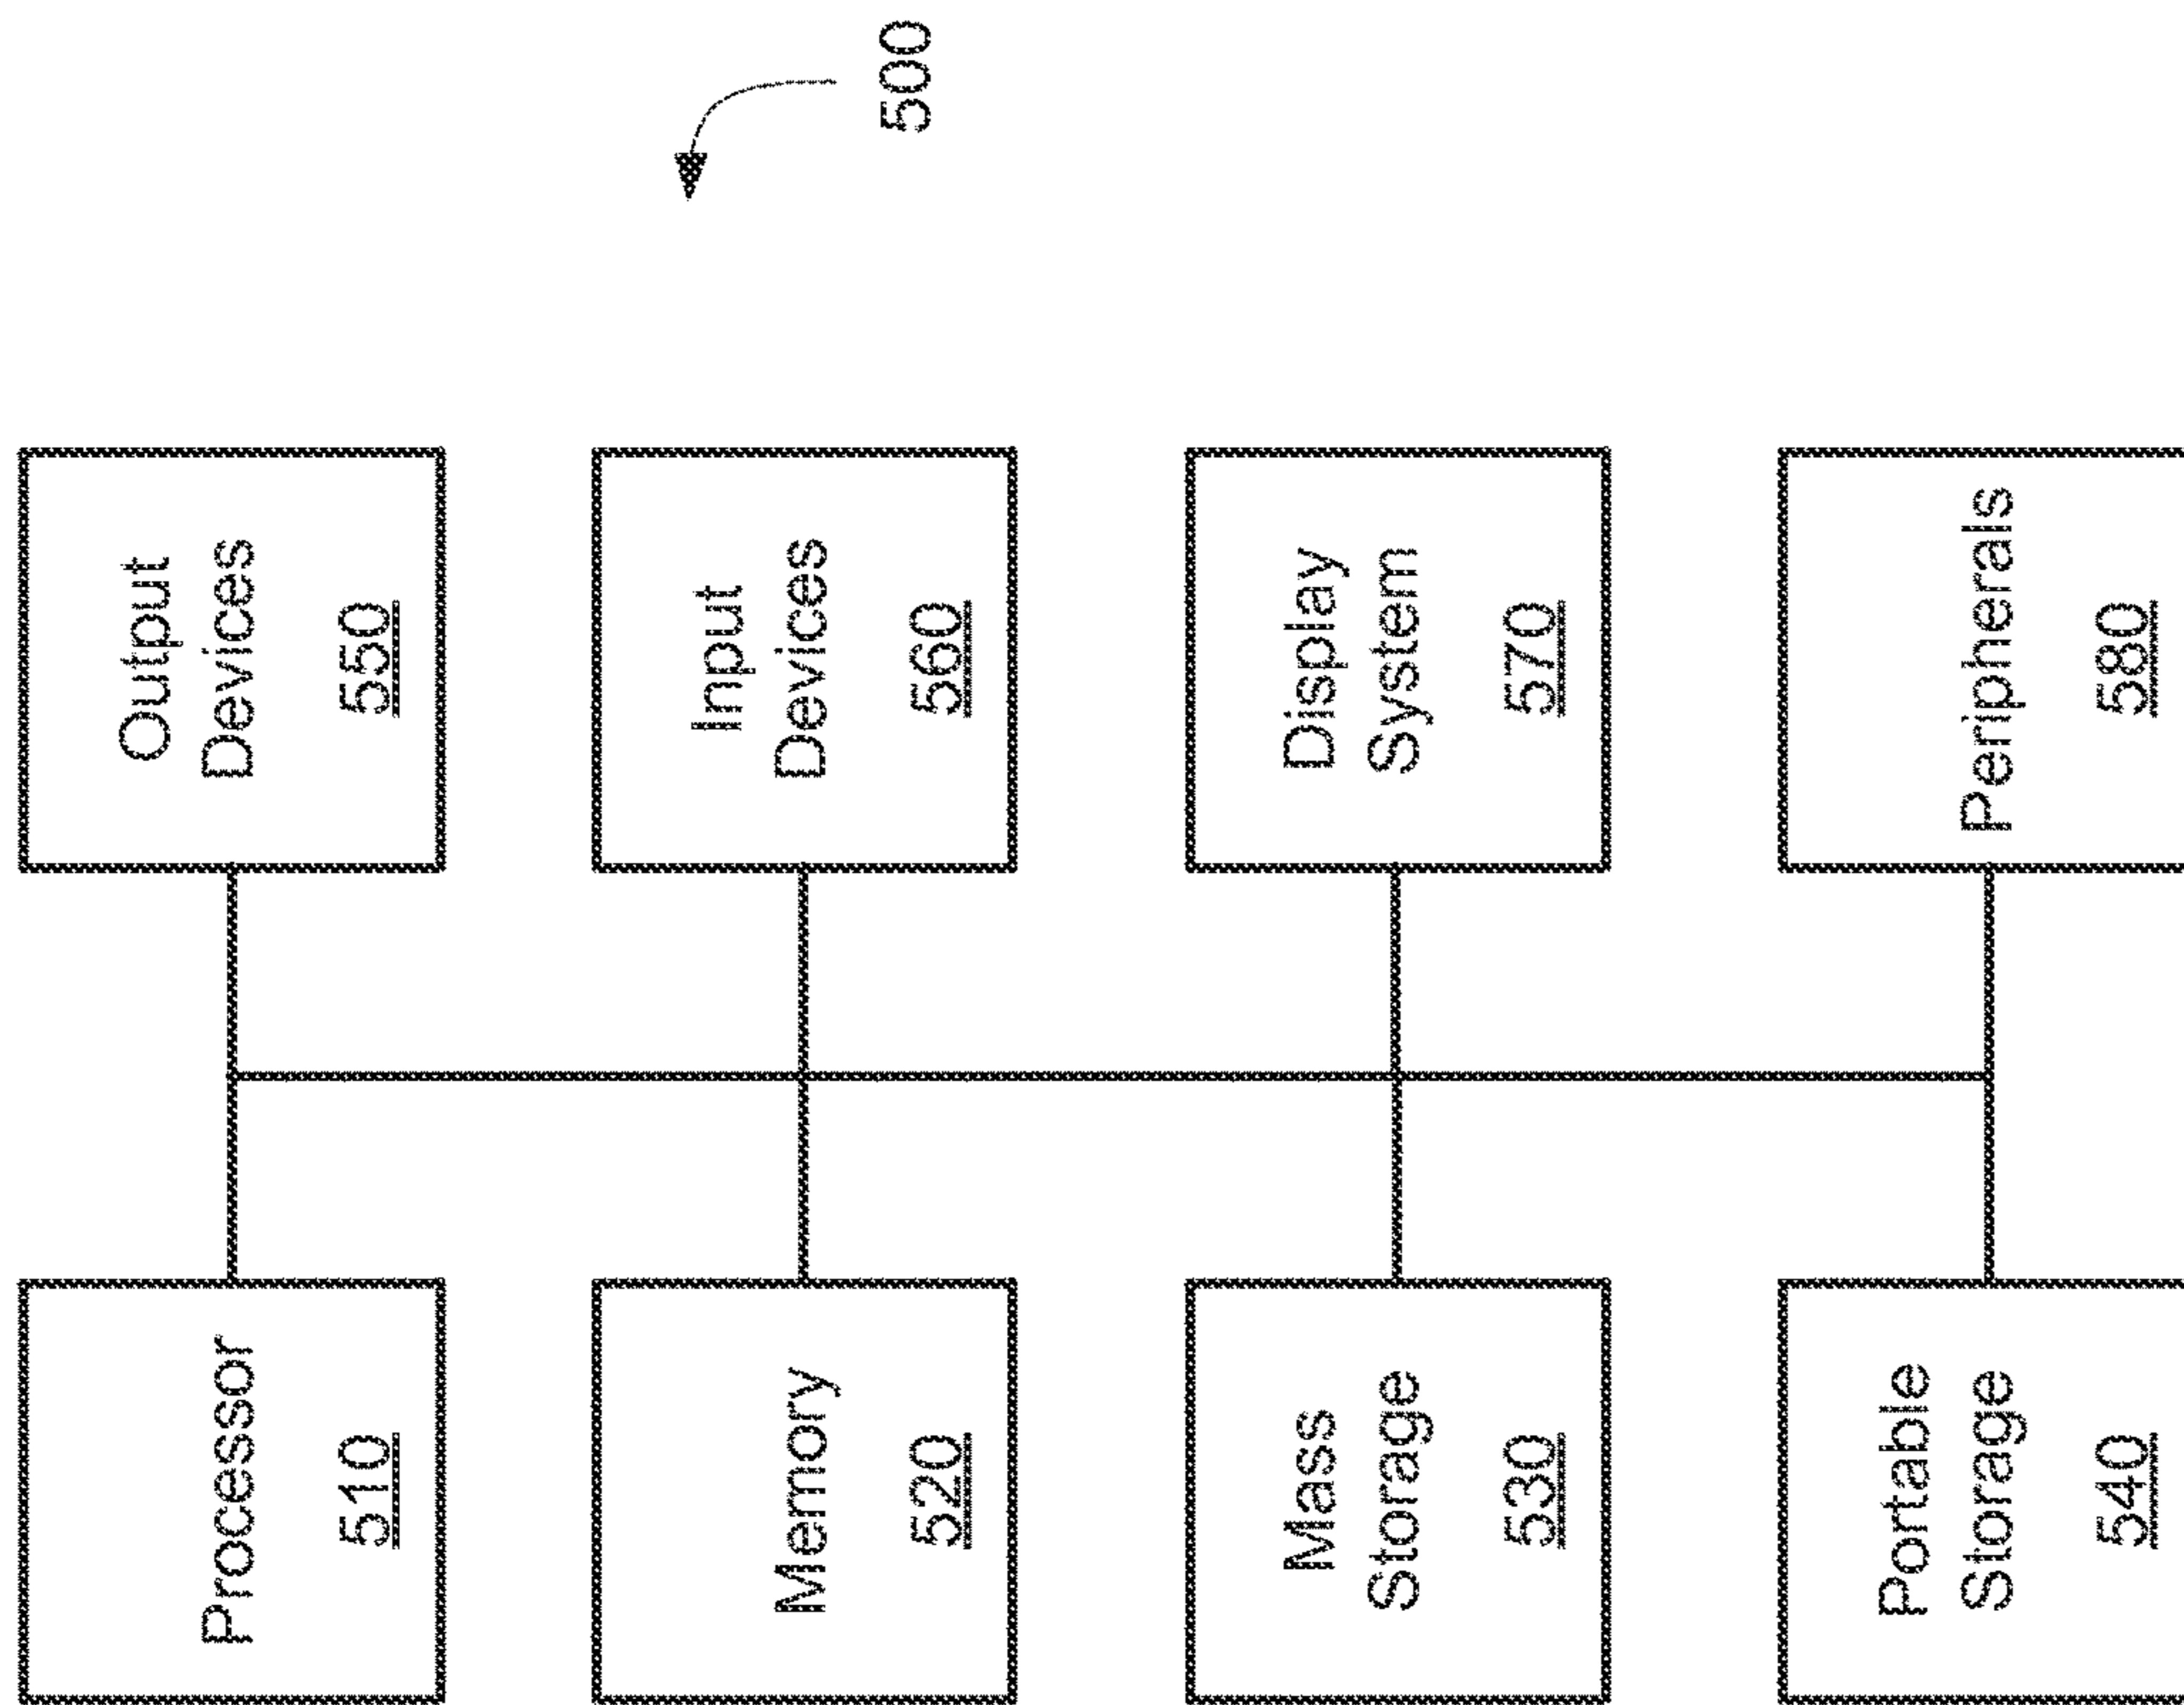 Processor
510
Output
Devices
550
Memory
520
Input
Devices
560
500
Mass
Storage
530
Display
System
570
Portable
Storage
540
Peripherals
580